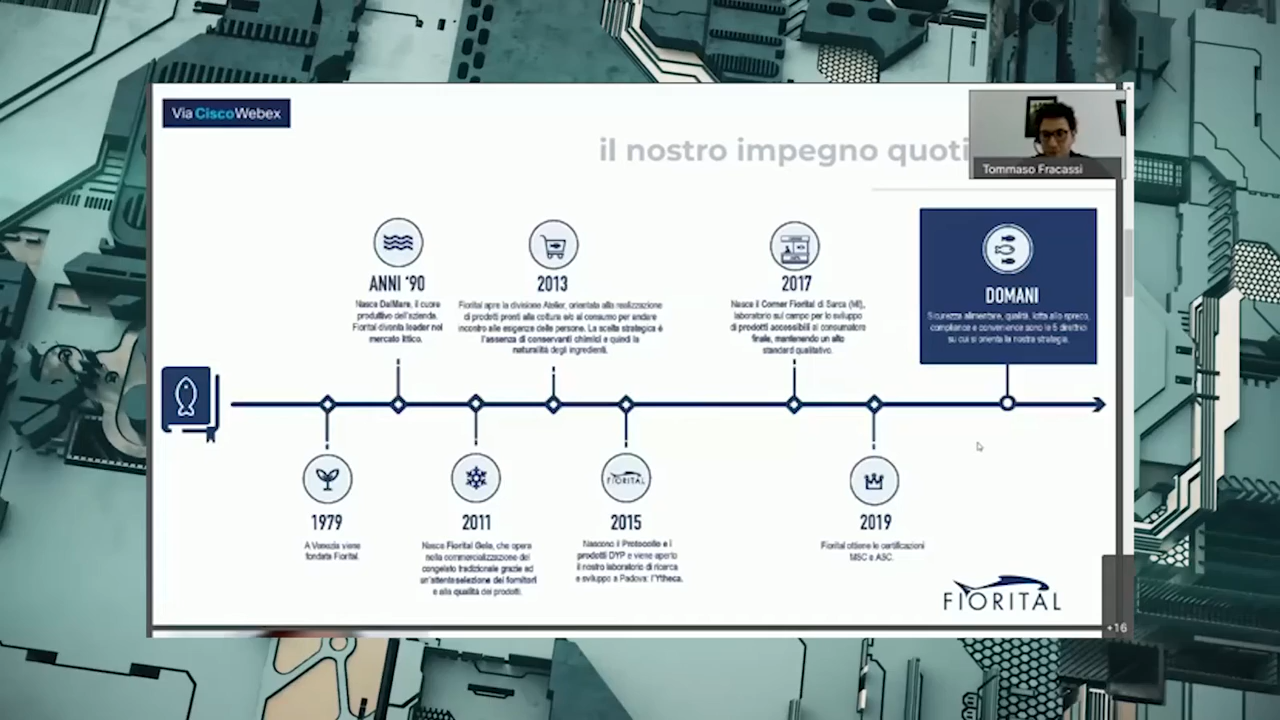 Via CiscoWebex
il nostro impegno quoti
Tommaso Fracassi
ANNI '90
Nasce DalMare, il cuore
produttivo dell'azienda.
Fiorital diventa leader nel
mercato ittico.
2013
Fiorital apre la divisione Atelier, orientata alla realizzazione
di prodotti pronti alla cottura e/o al consumo per andare
incontro alle esigenze delle persone. La scelta strategica è
l'assenza di conservanti chimici e quindi la
naturalità degli ingredienti.
2017
Nasce il Corner Fiorital di Sarca (MI),
laboratorio sul campo per lo sviluppo
di prodotti accessibili al consumatore
finale, mantenendo un alto
standard qualitativo.
DOMANI
Sicurezza alimentare, qualità, lotta allo spreco,
compliance e convenience sono le 5 direttrici
su cui si orienta la nostra strategia.
1979
A Venezia viene
fondata Fiorital.
2011
Nasce Fiorital Gelo, che opera
nella commercializzazione del
congelato tradizionale grazie ad
un'attenta selezione dei fornitori
e alla qualità dei prodotti.
FIORITAL
2015
Nascono il Protocollo e i
prodotti DYP e viene aperto
il nostro laboratorio di ricerca
e sviluppo a Padova: l'Ytheca.
2019
Fiorital ottiene le certificazioni
MSC e ASC.
FIORITAL
+16